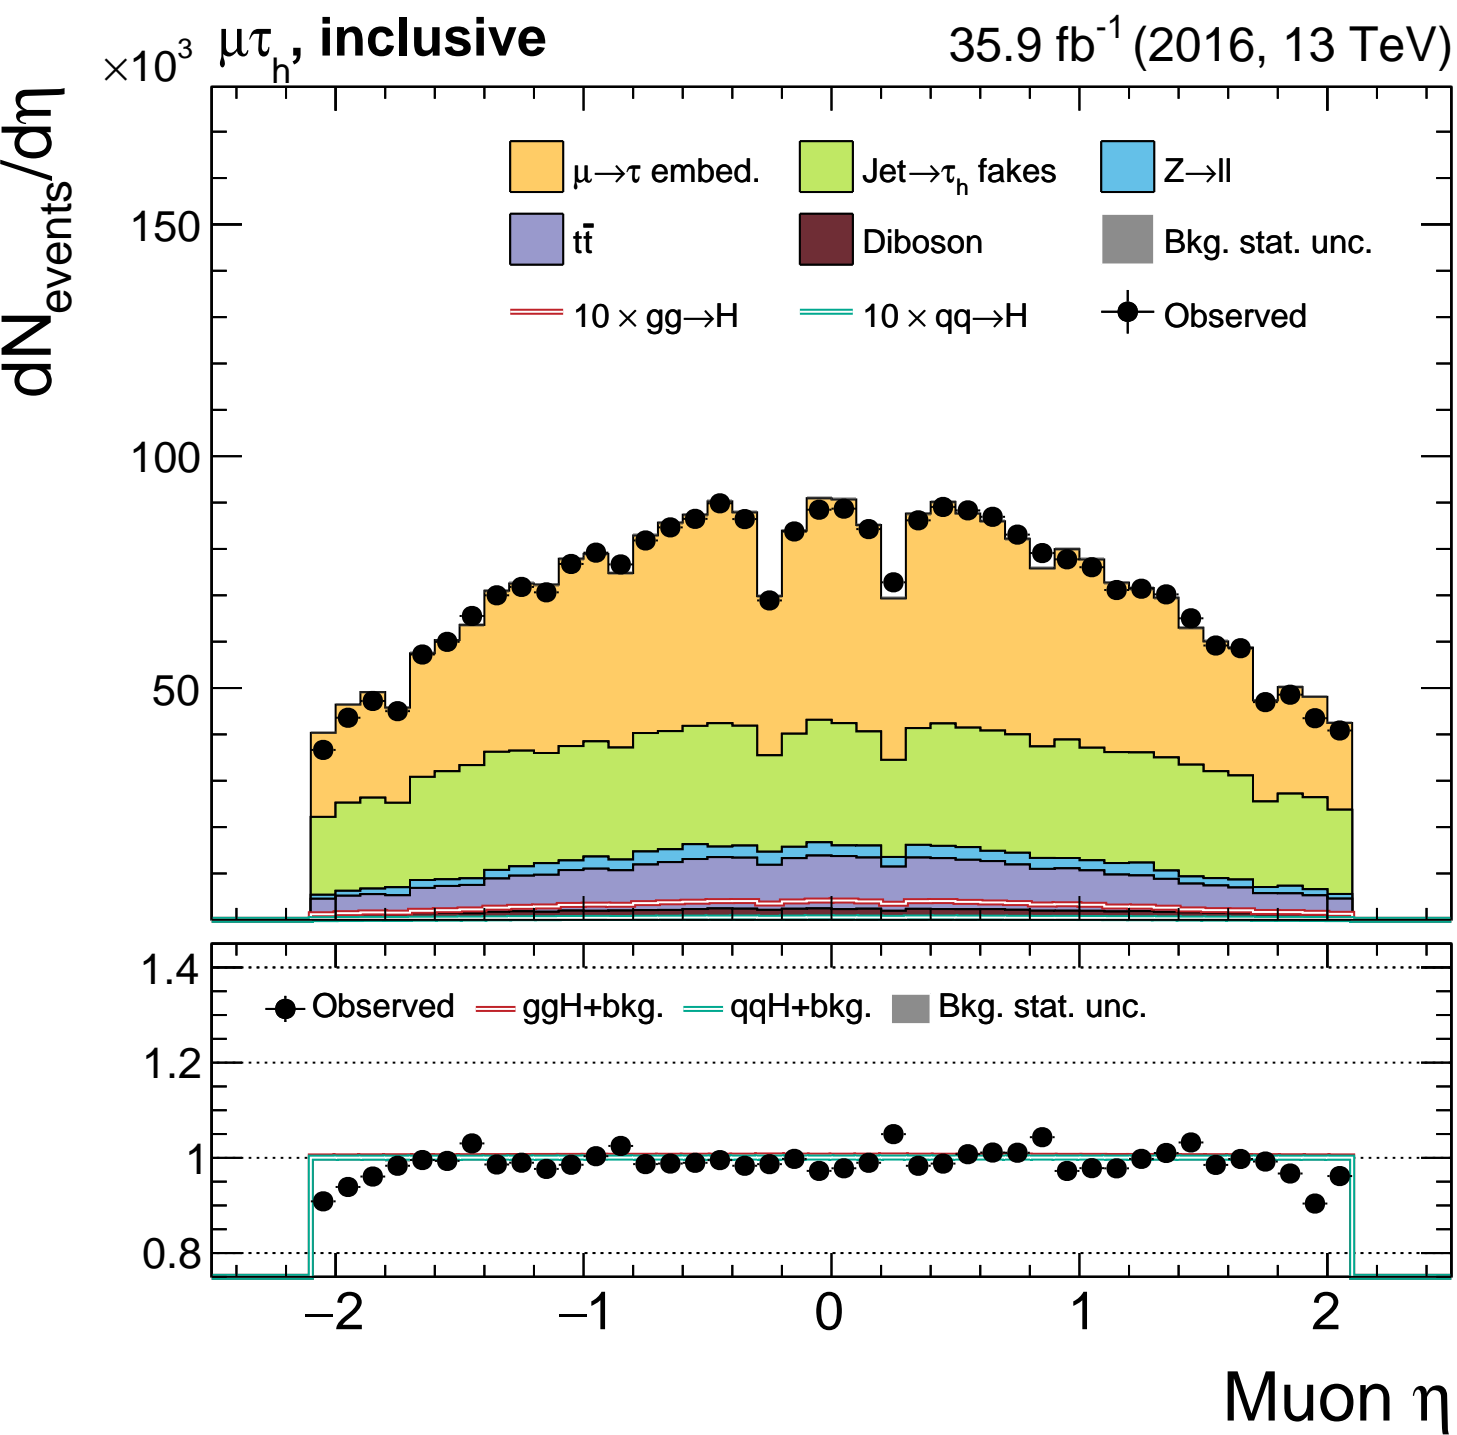 ×10³ μτₕ, inclusive 35.9 fb⁻¹ (2016, 13 TeV)
dN_events/dη
150
100
50
μ→τ embed. Jet→τₕ fakes Z→ll
tt̄ Diboson Bkg. stat. unc.
10 × gg→H 10 × qq→H Observed
1.4
1.2
1
0.8
Observed ggH+bkg. qqH+bkg. Bkg. stat. unc.
−2 −1 0 1 2
Muon η